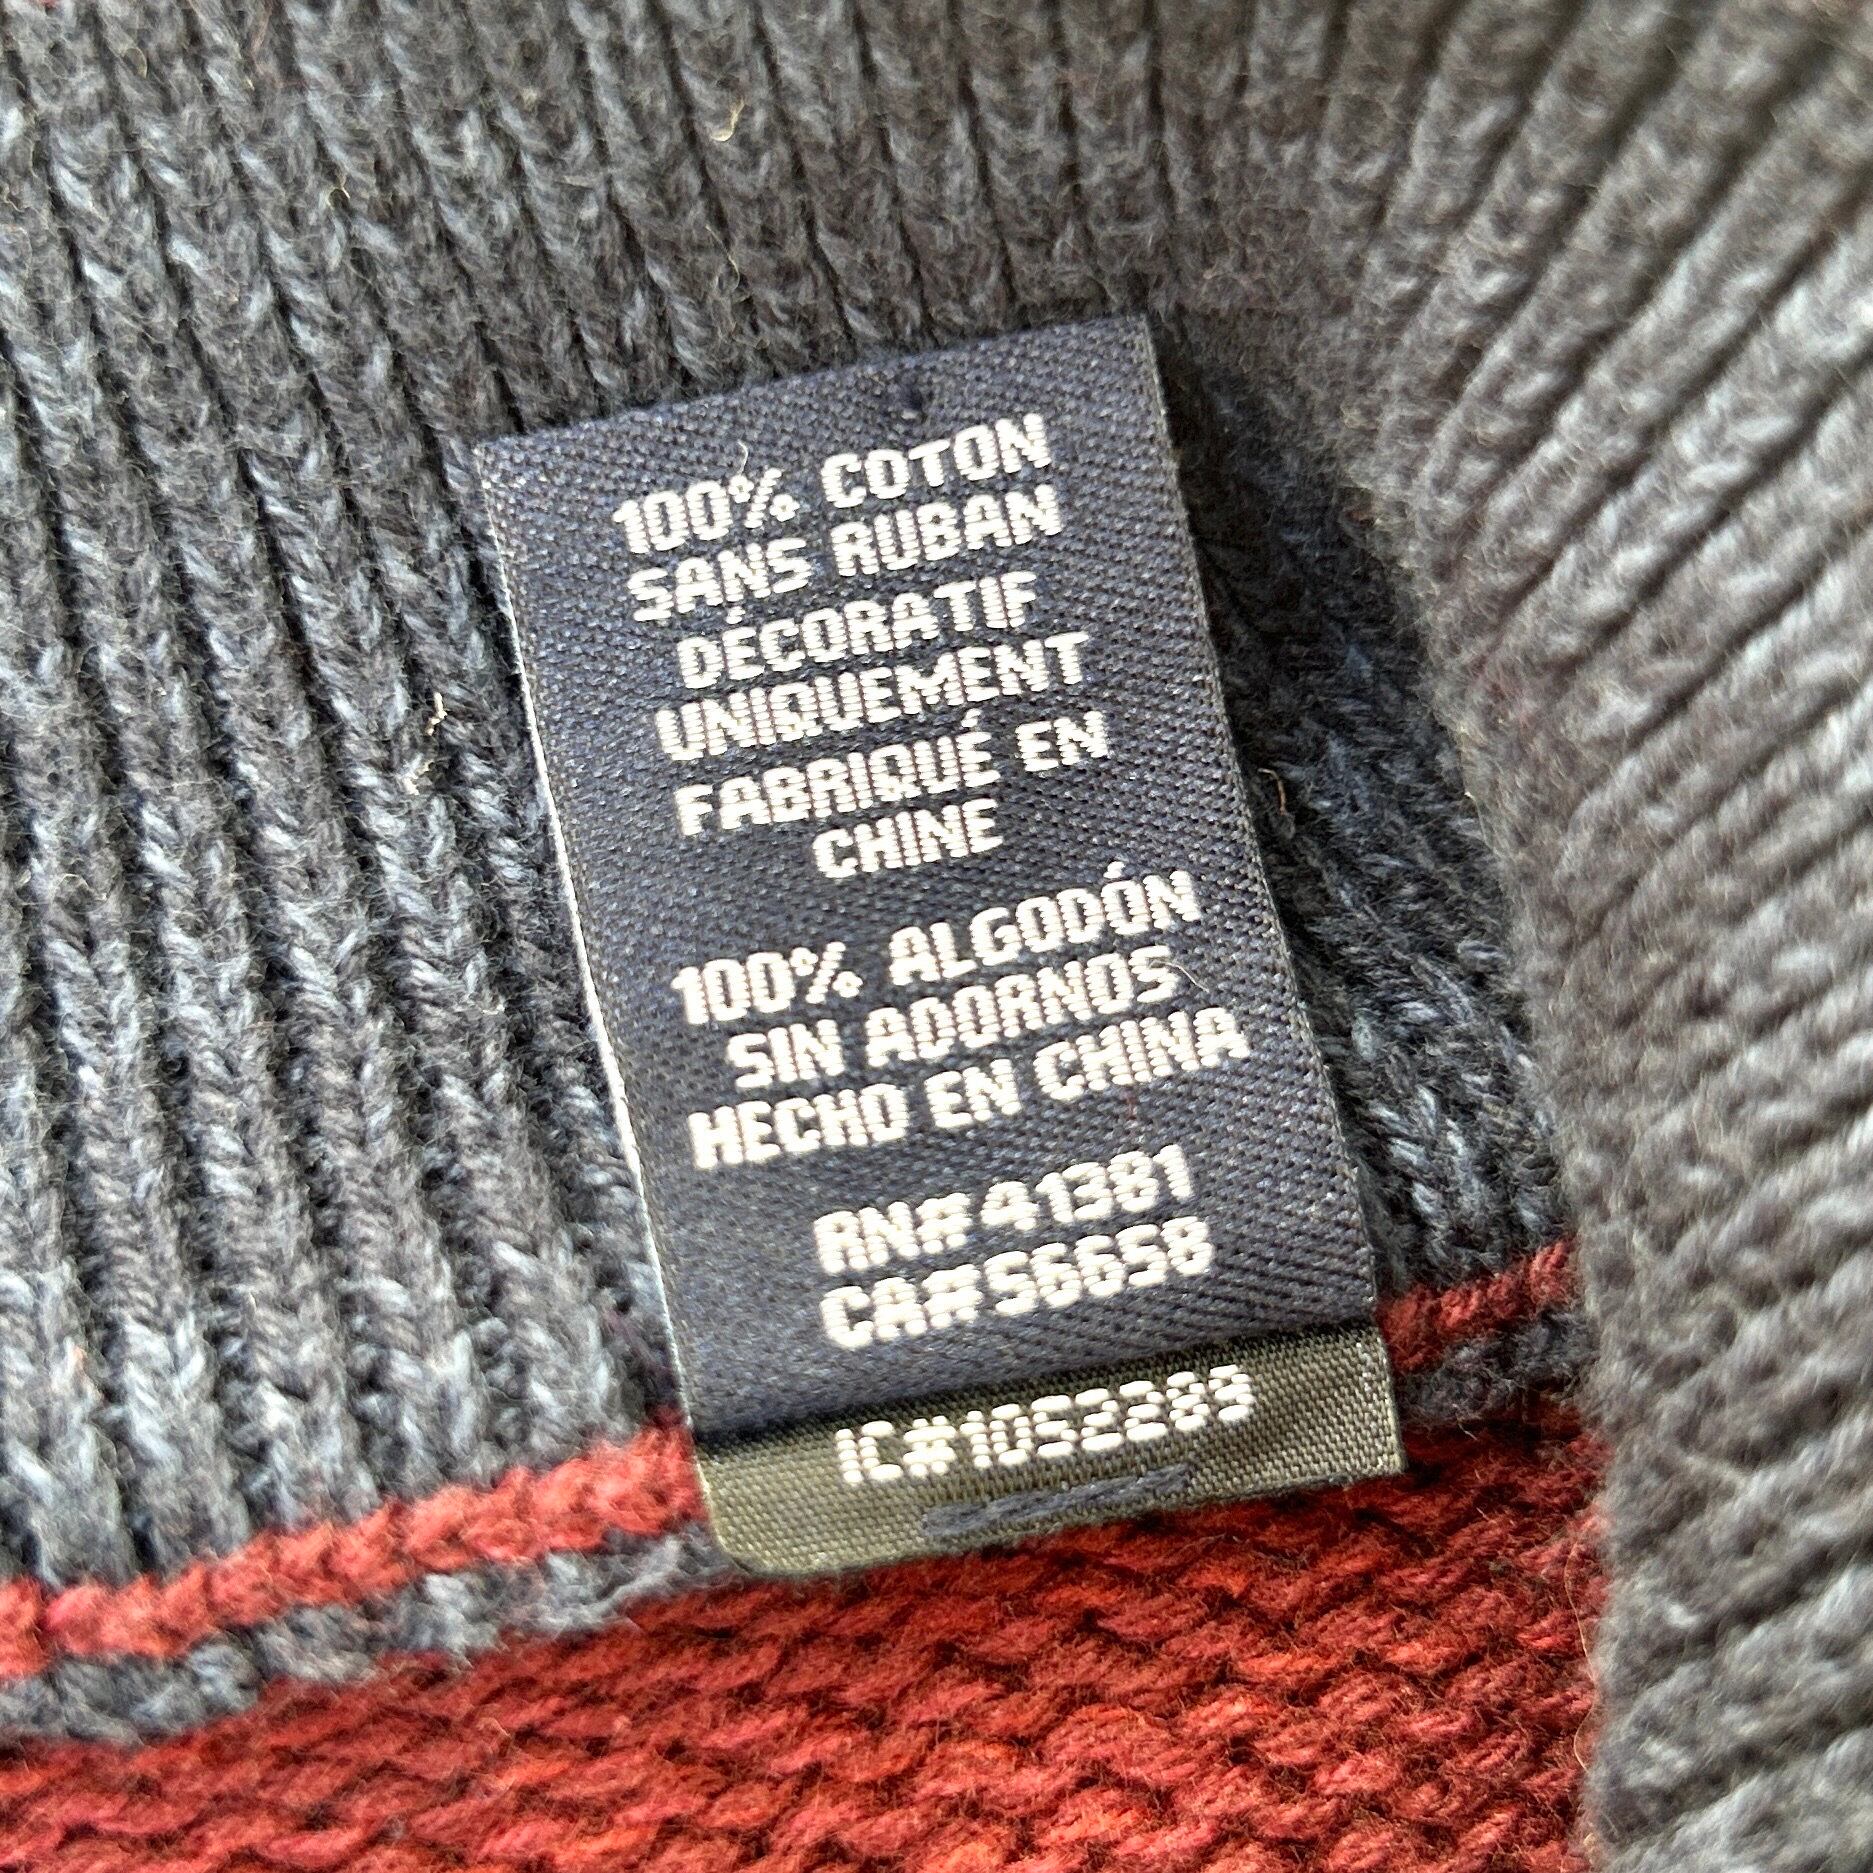 100% COTON
SANS RUBAN
DÉCORATIF
UNIQUEMENT
FABRIQUÉ EN
CHINE
100% ALGODÓN
SIN ADORNOS
HECHO EN CHINA
RN#41381
CA#56658
IC#1052289